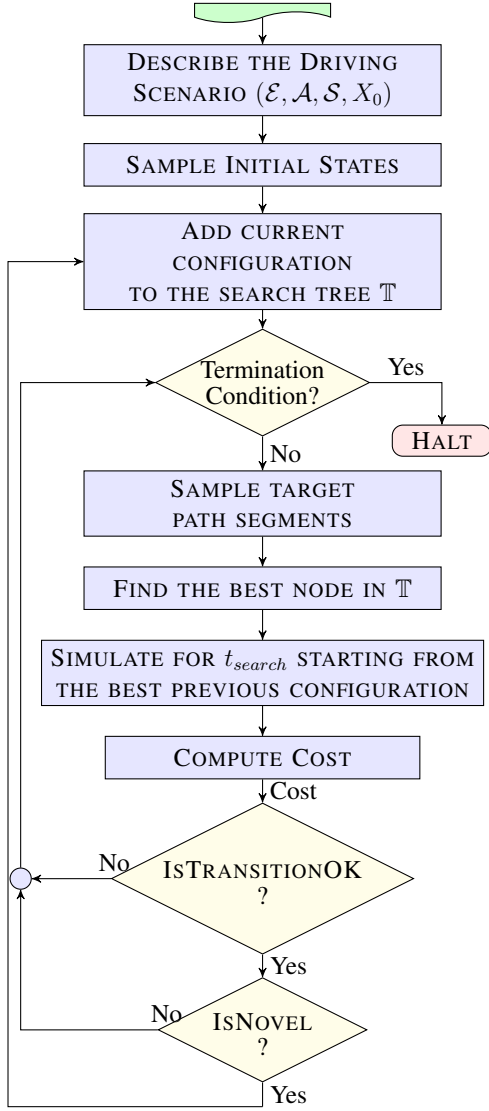 DESCRIBE THE DRIVING
SCENARIO (ℰ, 𝒜, 𝒮, X₀)
SAMPLE INITIAL STATES
ADD CURRENT
CONFIGURATION
TO THE SEARCH TREE 𝕋
Termination
Condition?
Yes
HALT
No
SAMPLE TARGET
PATH SEGMENTS
FIND THE BEST NODE IN 𝕋
SIMULATE FOR t_search STARTING FROM
THE BEST PREVIOUS CONFIGURATION
COMPUTE COST
Cost
No
ISTRANSITIONOK
?
Yes
No
ISNOVEL
?
Yes